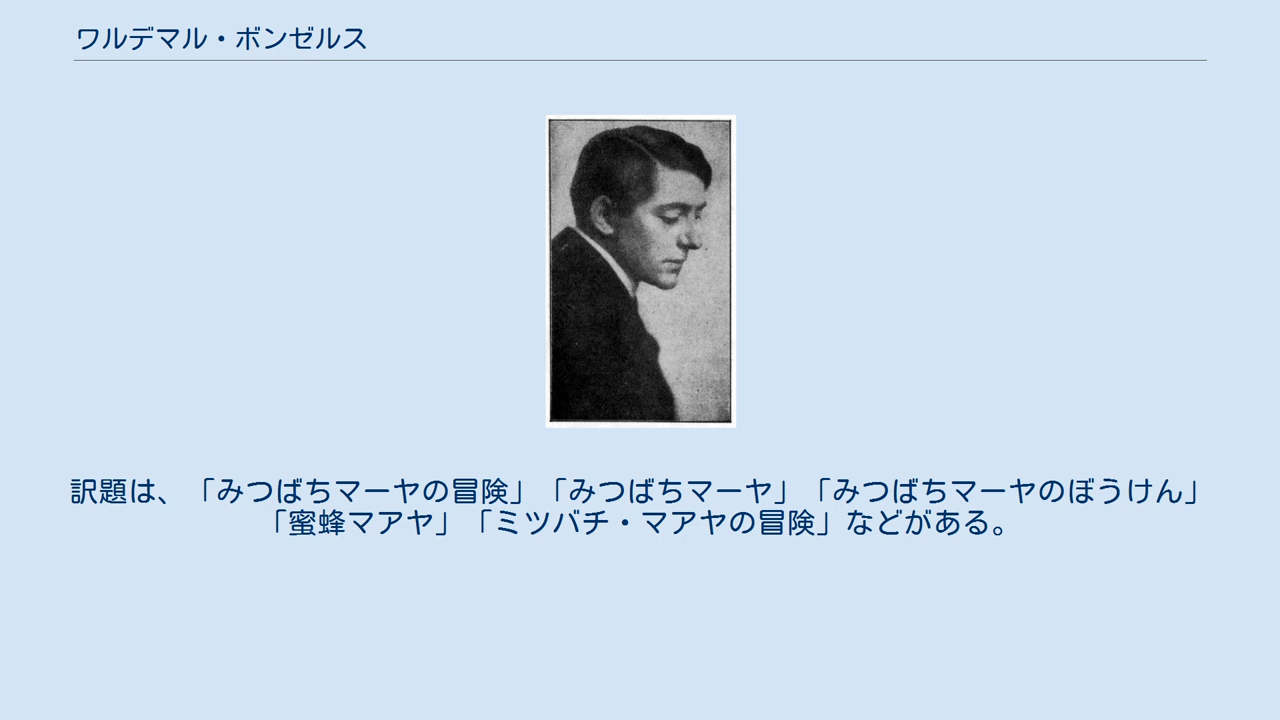 ワルデマル・ボンゼルス
訳題は、「みつばちマーヤの冒険」「みつばちマーヤ」「みつばちマーヤのぼうけん」
「蜜蜂マアヤ」「ミツバチ・マアヤの冒険」などがある。